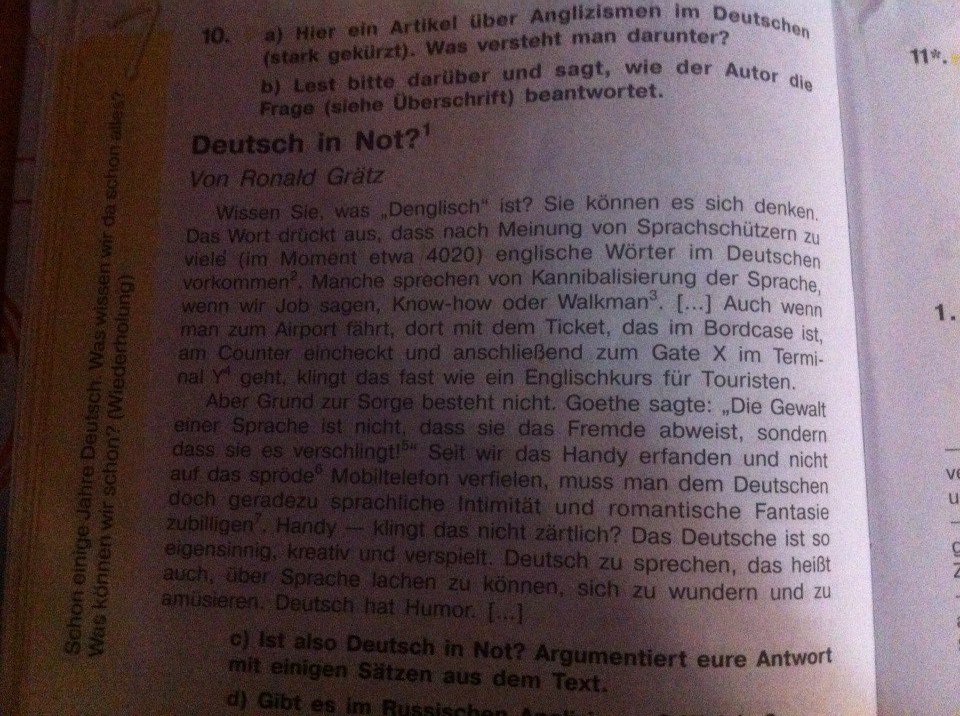 10. a) Hier ein Artikel über Anglizismen im Deutschen
(stark gekürzt). Was versteht man darunter?
b) Lest bitte darüber und sagt, wie der Autor die
Frage (siehe Überschrift) beantwortet.
Deutsch in Not?¹
Von Ronald Grätz
Wissen Sie, was „Denglisch“ ist? Sie können es sich denken.
Das Wort drückt aus, dass nach Meinung von Sprachschützern zu
viele (im Moment etwa 4020) englische Wörter im Deutschen
vorkommen². Manche sprechen von Kannibalisierung der Sprache,
wenn wir Job sagen, Know-how oder Walkman³. [...] Auch wenn
man zum Airport fährt, dort mit dem Ticket, das im Bordcase ist,
am Counter eincheckt und anschließend zum Gate X im Termi-
nal Y⁴ geht, klingt das fast wie ein Englischkurs für Touristen.
Aber Grund zur Sorge besteht nicht. Goethe sagte: „Die Gewalt
einer Sprache ist nicht, dass sie das Fremde abweist, sondern
dass sie es verschlingt!⁵“ Seit wir das Handy erfanden und nicht
auf das spröde⁶ Mobiltelefon verfielen, muss man dem Deutschen
doch geradezu sprachliche Intimität und romantische Fantasie
zubilligen⁷. Handy — klingt das nicht zärtlich? Das Deutsche ist so
eigensinnig, kreativ und verspielt. Deutsch zu sprechen, das heißt
auch, über Sprache lachen zu können, sich zu wundern und zu
amüsieren. Deutsch hat Humor. [...]
c) Ist also Deutsch in Not? Argumentiert eure Antwort
mit einigen Sätzen aus dem Text.
d) Gibt es im Russischen
Schon einige Jahre Deutsch. Was wissen wir da schon alles?
Was können wir schon? (Wiederholung)
11*.
1.